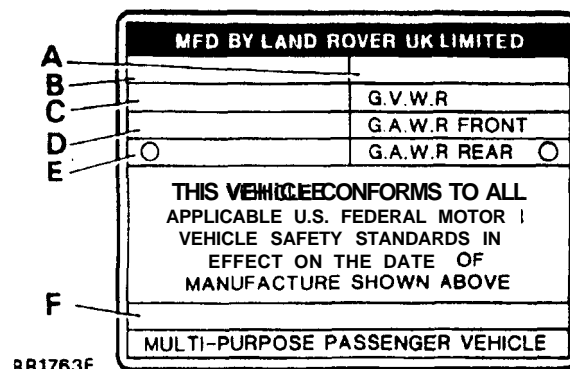 MFD BY LAND ROVER UK LIMITED
A
B
C
G.V.W.R
D
G.A.W.R FRONT
E
G.A.W.R REAR
THIS VEHICLE CONFORMS TO ALL
APPLICABLE U.S. FEDERAL MOTOR
VEHICLE SAFETY STANDARDS IN
EFFECT ON THE DATE OF
MANUFACTURE SHOWN ABOVE
F
MULTI-PURPOSE PASSENGER VEHICLE
RR1763E